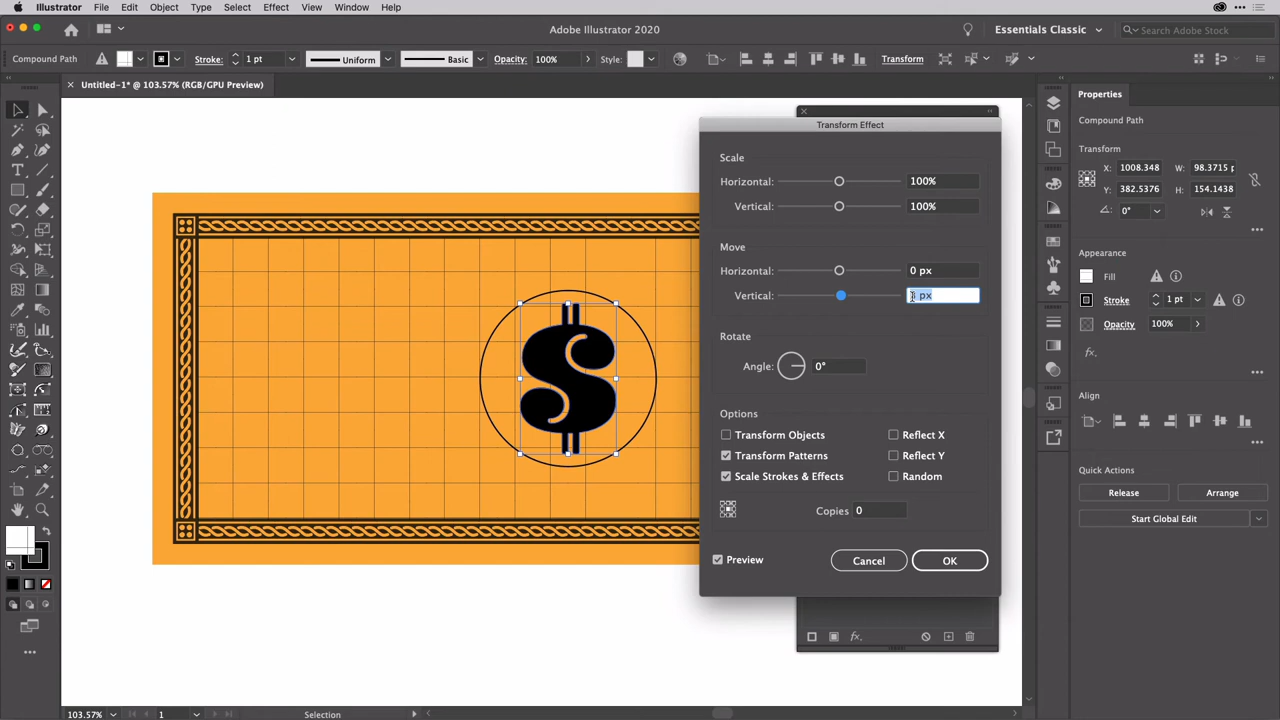 Illustrator File Edit Object Type Select Effect View Window Help
Adobe Illustrator 2020
Essentials Classic
Search Adobe Stock
Compound Path
Stroke:
1 pt
Uniform
Basic
Opacity:
100%
Style:
Transform
Untitled-1* @ 103.57% (RGB/GPU Preview)
$
Transform Effect
Scale
Horizontal:
100%
Vertical:
100%
Move
Horizontal:
0 px
Vertical:
px
Rotate
Angle:
0°
Options
Transform Objects
Reflect X
Transform Patterns
Reflect Y
Scale Strokes & Effects
Random
Copies
0
Preview
Cancel
OK
Properties
Compound Path
Transform
X:
1008.348
W:
98.3715 p
Y:
382.5376
H:
154.1438
0°
Appearance
Fill
Stroke
1 pt
Opacity
100%
fx.
Align
Quick Actions
Release
Arrange
Start Global Edit
fx.
103.57%
1
Selection